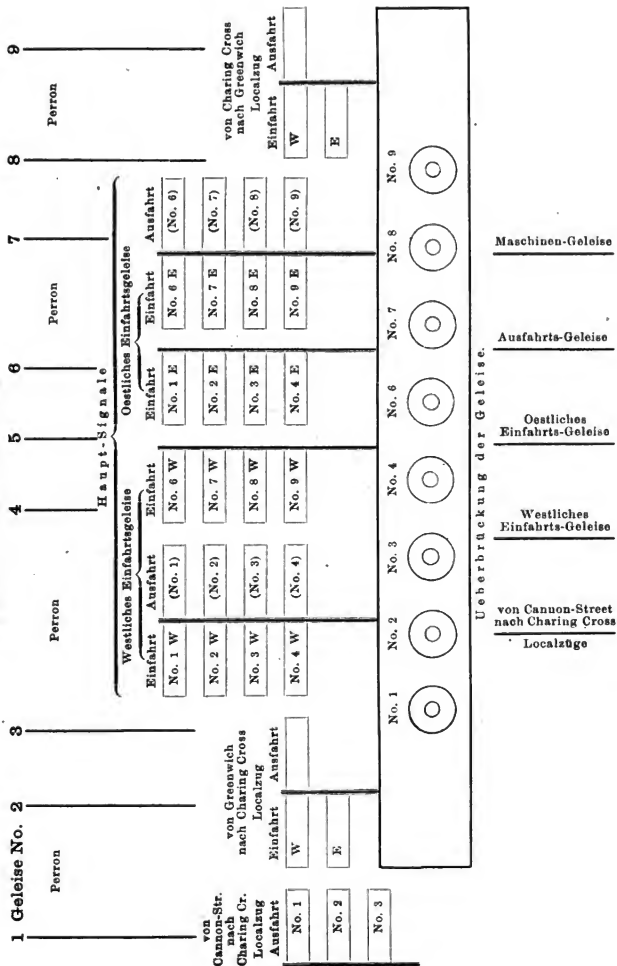 1 Geleise No. 2 3 4 5 6 7 8 9
Perron Perron Perron Perron
Haupt-Signale
Westliches Einfahrtsgeleise
Oestliches Einfahrtsgeleise
Einfahrt Ausfahrt Einfahrt Einfahrt Einfahrt Ausfahrt
No. 1 W (No. 1) No. 6 W No. 1 E No. 6 E (No. 6)
No. 2 W (No. 2) No. 7 W No. 2 E No. 7 E (No. 7)
No. 3 W (No. 3) No. 8 W No. 3 E No. 8 E (No. 8)
No. 4 W (No. 4) No. 9 W No. 4 E No. 9 E (No. 9)
von
Cannon-Str.
nach
Charing Cr.
Localzug
Ausfahrt
No. 1
No. 2
No. 3
von Greenwich
nach Charing Cross
Localzug
Einfahrt Ausfahrt
W
E
von Charing Cross
nach Greenwich
Localzug
Einfahrt Ausfahrt
W
E
No. 1 No. 2 No. 3 No. 4 No. 6 No. 7 No. 8 No. 9
Ueberbrückung der Geleise.
von Cannon-Street
nach Charing Cross
Localzüge
Westliches
Einfahrts-Geleise
Oestliches
Einfahrts-Geleise
Ausfahrts-Geleise
Maschinen-Geleise